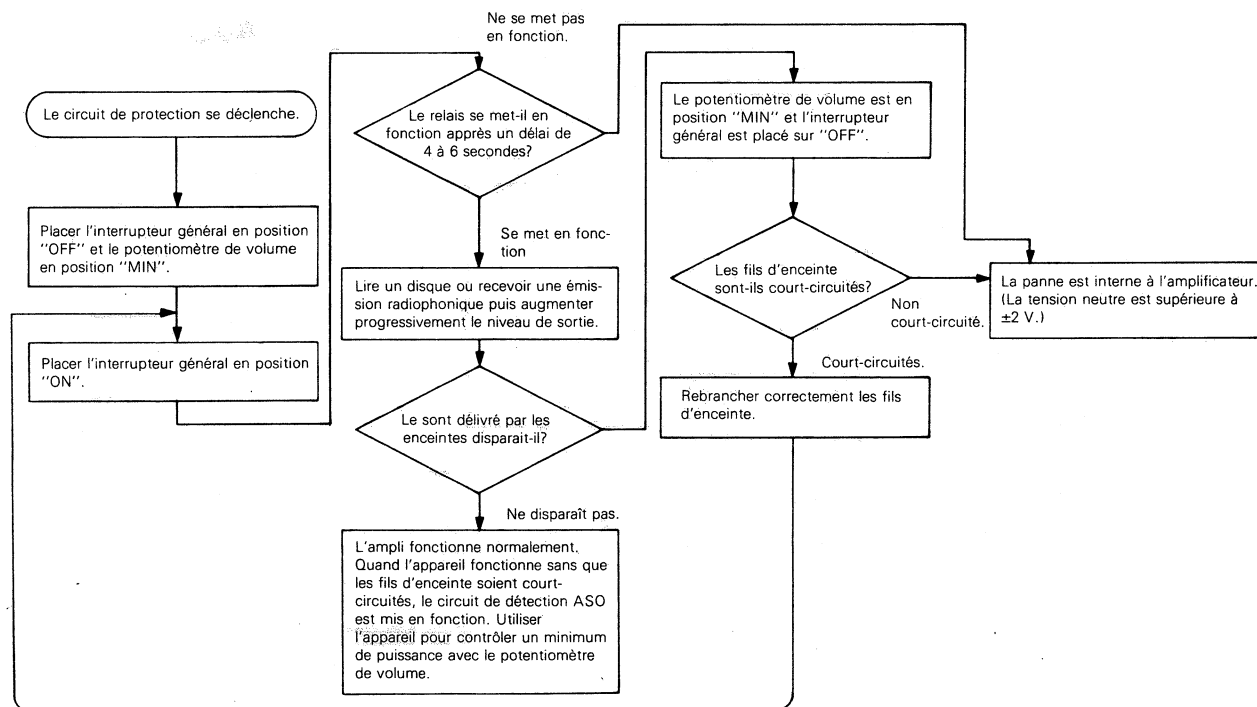 Le circuit de protection se déclenche.
Placer l'interrupteur général en position
"OFF" et le potentiomètre de volume
en position "MIN".
Placer l'interrupteur général en position
"ON".
Ne se met pas
en fonction.
Le relais se met-il en
fonction apprès un délai de
4 à 6 secondes?
Se met en fonc-
tion
Lire un disque ou recevoir une émis-
sion radiophonique puis augmenter
progressivement le niveau de sortie.
Le sont délivré par les
enceintes disparait-il?
Ne disparaît pas.
L'ampli fonctionne normalement.
Quand l'appareil fonctionne sans que
les fils d'enceinte soient court-
circuités, le circuit de détection ASO
est mis en fonction. Utiliser
l'appareil pour contrôler un minimum
de puissance avec le potentiomètre
de volume.
Le potentiomètre de volume est en
position "MIN" et l'interrupteur
général est placé sur "OFF".
Les fils d'enceinte
sont-ils court-circuités?
Non
court-circuité.
Court-circuités.
Rebrancher correctement les fils
d'enceinte.
La panne est interne à l'amplificateur.
(La tension neutre est supérieure à
±2 V.)